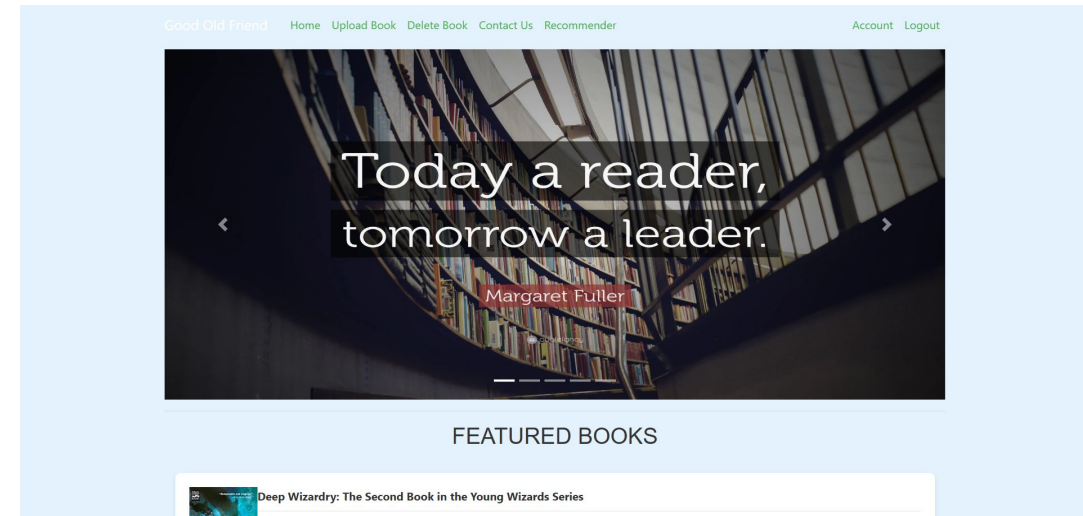 Good Old Friend Home Upload Book Delete Book Contact Us Recommender Account Logout
Today a reader,
tomorrow a leader.
Margaret Fuller
FEATURED BOOKS
Deep Wizardry: The Second Book in the Young Wizards Series